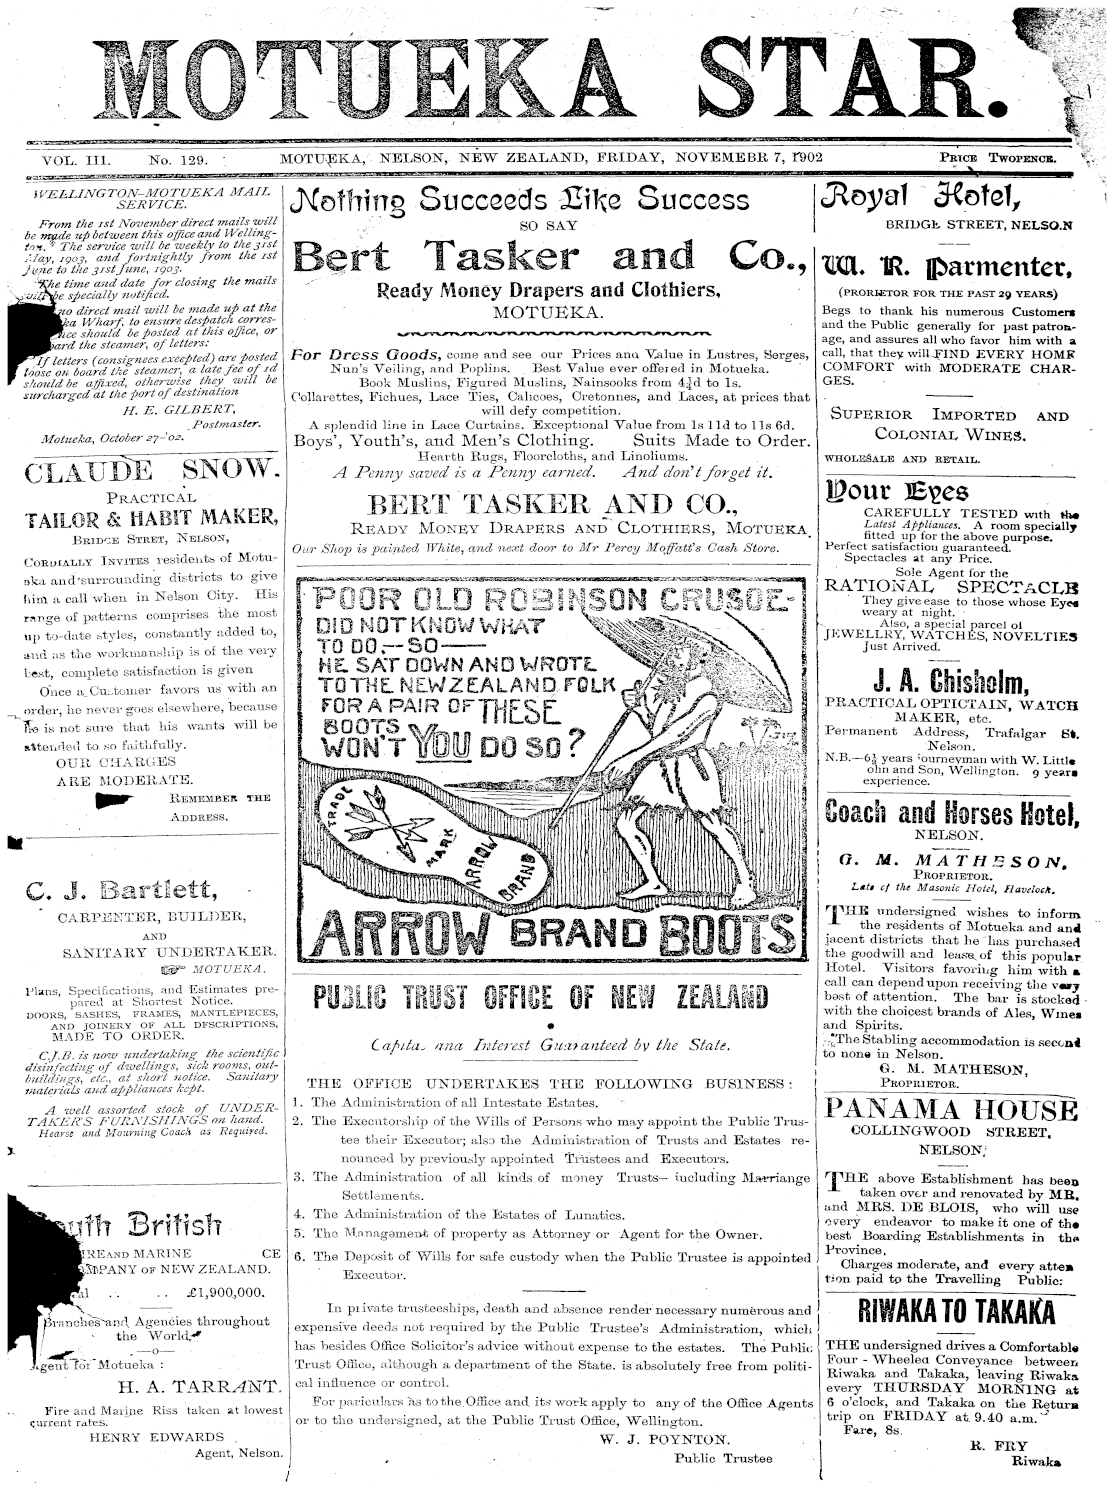 MOTUEKA STAR.
VOL. III. No. 129. MOTUEKA, NELSON, NEW ZEALAND, FRIDAY, NOVEMEBR 7, 1902 PRICE TWOPENCE.
WELLINGTON-MOTUEKA MAIL
SERVICE.
From the 1st November direct mails will
be made up between this office and Welling-
ton. The service will be weekly to the 31st
May, 1903, and fortnightly from the 1st
June to the 31st June, 1903.
The time and date for closing the mails
will be specially notified.
no direct mail will be made up at the
Wharf, to ensure despatch corres-
should be posted at this office, or
the steamer, of letters:
If letters (consignees exeepted) are posted
loose on board the steamer, a late fee of 1d
should be affixed, otherwise they will be
surcharged at the port of destination
H. E. GILBERT,
Postmaster.
Motueka, October 27-'02.
CLAUDE SNOW.
PRACTICAL
TAILOR & HABIT MAKER,
BRIDGE STRET, NELSON,
CORDIALLY INVITES residents of Motu-
eka and surrounding districts to give
him a call when in Nelson City. His
range of patterns comprises the most
up to-date styles, constantly added to,
and as the workmanship is of the very
best, complete satisfaction is given
Once a Customer favors us with an
order, he never goes elsewhere, because
he is not sure that his wants will be
attended to so faithfully.
OUR CHARGES
ARE MODERATE.
REMEMBER THE
ADDRESS.
C. J. Bartlett,
CARPENTER, BUILDER,
AND
SANITARY UNDERTAKER.
MOTUEKA.
Plans, Specifications, and Estimates pre-
pared at Shortest Notice.
DOORS, SASHES, FRAMES, MANTLEPIECES,
AND JOINERY OF ALL DFSCRIPTIONS,
MADE TO ORDER.
C.J.B. is now undertaking the scientific
disinfecting of dwellings, sick rooms, out-
buildings, etc., at short notice. Sanitary
materials and appliances kept.
A well assorted stock of UNDER-
TAKER'S FURNISHINGS on hand.
Hearse and Mourning Coach as Required.
British
AND MARINE CE
OF NEW ZEALAND.
.. .. £1,900,000.
Branches and Agencies throughout
the World.
—o—
Agent for Motueka :
H. A. TARRANT.
Fire and Marine Riss taken at lowest
current rates.
HENRY EDWARDS
Agent, Nelson.
Nothing Succeeds Like Success
SO SAY
Bert Tasker and Co.,
Ready Money Drapers and Clothiers,
MOTUEKA.
For Dress Goods, come and see our Prices and Value in Lustres, Serges,
Nun's Veiling, and Poplins. Best Value ever offered in Motueka.
Book Muslins, Figured Muslins, Nainsooks from 4½d to 1s.
Collarettes, Fichues, Lace Ties, Calicoes, Cretonnes, and Laces, at prices that
will defy competition.
A splendid line in Lace Curtains. Exceptional Value from 1s 11d to 11s 6d.
Boys', Youth's, and Men's Clothing. Suits Made to Order.
Hearth Rugs, Floorcloths, and Linoliums.
A Penny saved is a Penny earned. And don't forget it.
BERT TASKER AND CO.,
READY MONEY DRAPERS AND CLOTHIERS, MOTUEKA.
Our Shop is painted White, and next door to Mr Percy Moffatt's Cash Store.
POOR OLD ROBINSON CRUSOE-
DID NOT KNOW WHAT
TO DO,- SO—
HE SAT DOWN AND WROTE
TO THE NEW ZEALAND FOLK
FOR A PAIR OF THESE
BOOTS
WON'T YOU DO SO?
TRADE
MARK
ARROW
BRAND
ARROW BRAND BOOTS
PUBLIC TRUST OFFICE OF NEW ZEALAND
Capital and Interest Guaranteed by the State.
THE OFFICE UNDERTAKES THE FOLLOWING BUSINESS :
1. The Administration of all Intestate Estates.
2. The Executorship of the Wills of Persons who may appoint the Public Trus-
tee their Executor; also the Administration of Trusts and Estates re-
nounced by previously appointed Trustees and Executors.
3. The Administration of all kinds of money Trusts— including Marriange
Settlements.
4. The Administration of the Estates of Lunatics.
5. The Management of property as Attorney or Agent for the Owner.
6. The Deposit of Wills for safe custody when the Public Trustee is appointed
Executor.
In private trusteeships, death and absence render necessary numerous and
expensive deeds not required by the Public Trustee's Administration, which
has besides Office Solicitor's advice without expense to the estates. The Public
Trust Office, although a department of the State. is absolutely free from politi-
cal influence or control.
For pariculars as to the Office and its work apply to any of the Office Agents
or to the undersigned, at the Public Trust Office, Wellington.
W. J. POYNTON.
Public Trustee
Royal Hotel,
BRIDGE STREET, NELSON
W. R. Parmenter,
(PRORIETOR FOR THE PAST 29 YEARS)
Begs to thank his numerous Customers
and the Public generally for past patron-
age, and assures all who favor him with a
call, that they will FIND EVERY HOME
COMFORT with MODERATE CHAR-
GES.
SUPERIOR IMPORTED AND
COLONIAL WINES.
WHOLESALE AND RETAIL.
Your Eyes
CAREFULLY TESTED with the
Latest Appliances. A room specially
fitted up for the above purpose.
Perfect satisfaction guaranteed.
Spectacles at any Price.
Sole Agent for the
RATIONAL SPECTACLE
They give ease to those whose Eyes
weary at night.
Also, a special parcel of
JEWELLRY, WATCHES, NOVELTIES
Just Arrived.
J. A. Chisholm,
PRACTICAL OPTICTAIN, WATCH
MAKER, etc.
Permanent Address, Trafalgar St.
Nelson.
N.B.—6½ years journeyman with W. Little
ohn and Son, Wellington. 9 years
experience.
Coach and Horses Hotel,
NELSON.
G. M. MATHESON,
PROPRIETOR.
Late of the Masonic Hotel, Havelock.
THE undersigned wishes to inform
the residents of Motueka and and
jacent districts that he has purchased
the goodwill and lease of this popular
Hotel. Visitors favoring him with a
call can depend upon receiving the very
best of attention. The bar is stocked
with the choicest brands of Ales, Wines
and Spirits.
The Stabling accommodation is second
to none in Nelson.
G. M. MATHESON,
PROPRIETOR.
PANAMA HOUSE
COLLINGWOOD STREET,
NELSON
THE above Establishment has been
taken over and renovated by MR.
and MRS. DE BLOIS, who will use
every endeavor to make it one of the
best Boarding Establishments in the
Province.
Charges moderate, and every atten
tion paid to the Travelling Public:
RIWAKA TO TAKAKA
THE undersigned drives a Comfortable
Four - Wheeled Conveyance between
Riwaka and Takaka, leaving Riwaka
every THURSDAY MORNING at
6 o'clock, and Takaka on the Return
trip on FRIDAY at 9.40 a.m.
Fare, 8s.
R. FRY
Riwaka